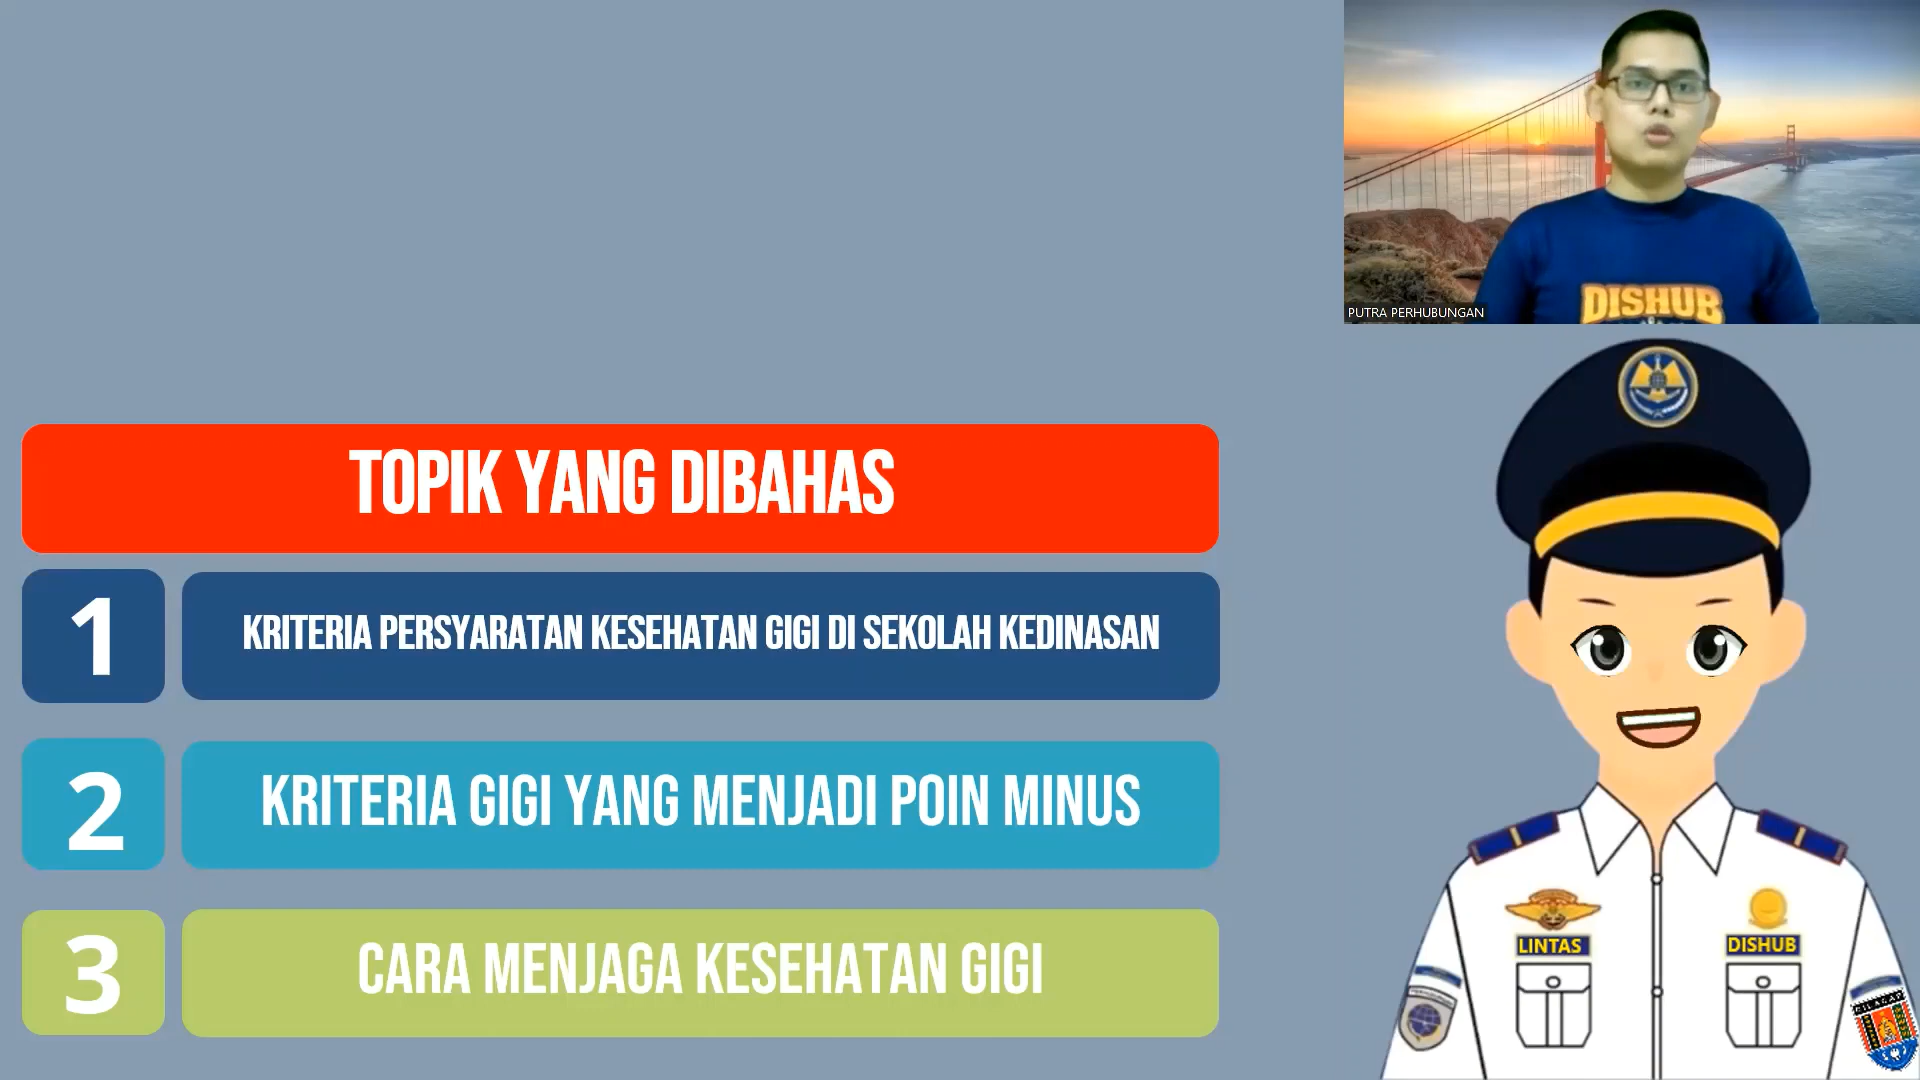 DISHUB
PUTRA PERHUBUNGAN
TOPIK YANG DIBAHAS
1
KRITERIA PERSYARATAN KESEHATAN GIGI DI SEKOLAH KEDINASAN
2
KRITERIA GIGI YANG MENJADI POIN MINUS
3
CARA MENJAGA KESEHATAN GIGI
LINTAS
DISHUB
CILACAP